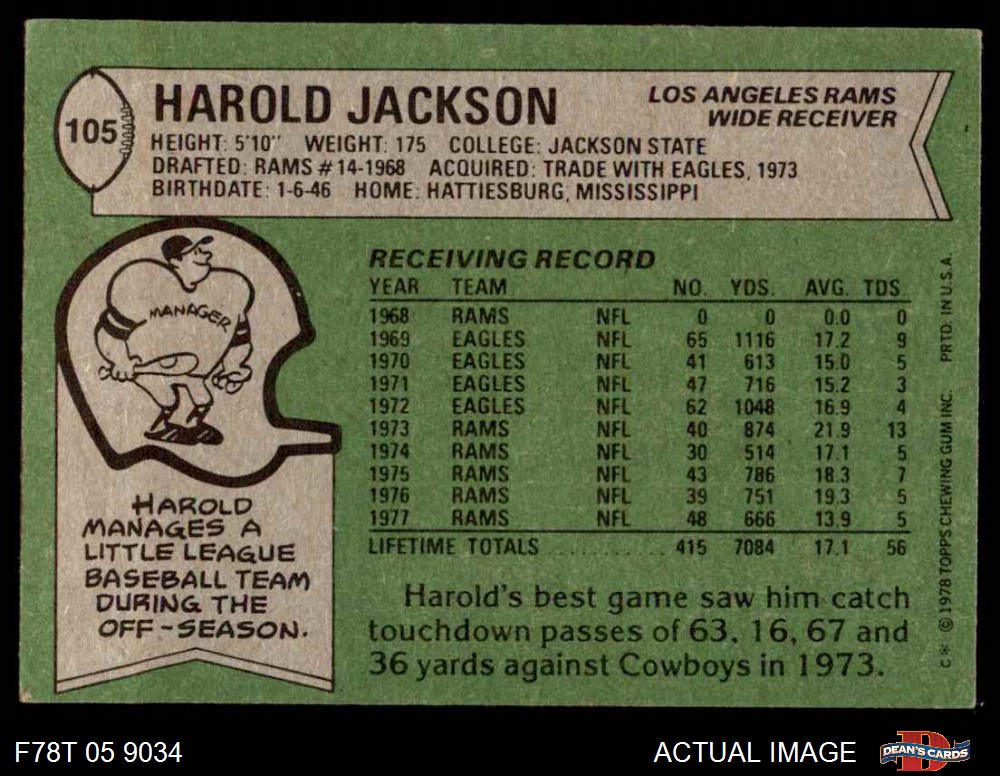 105
HAROLD JACKSON
LOS ANGELES RAMS
WIDE RECEIVER
HEIGHT: 5'10" WEIGHT: 175 COLLEGE: JACKSON STATE
DRAFTED: RAMS #14-1968 ACQUIRED: TRADE WITH EAGLES, 1973
BIRTHDATE: 1-6-46 HOME: HATTIESBURG, MISSISSIPPI
MANAGER
HAROLD
MANAGES A
LITTLE LEAGUE
BASEBALL TEAM
DURING THE
OFF-SEASON.
RECEIVING RECORD
YEAR TEAM NO. YDS. AVG. TDS
1968 RAMS NFL 0 0 0.0 0
1969 EAGLES NFL 65 1116 17.2 9
1970 EAGLES NFL 41 613 15.0 5
1971 EAGLES NFL 47 716 15.2 3
1972 EAGLES NFL 62 1048 16.9 4
1973 RAMS NFL 40 874 21.9 13
1974 RAMS NFL 30 514 17.1 5
1975 RAMS NFL 43 786 18.3 7
1976 RAMS NFL 39 751 19.3 5
1977 RAMS NFL 48 666 13.9 5
LIFETIME TOTALS .......... 415 7084 17.1 56
Harold's best game saw him catch
touchdown passes of 63, 16, 67 and
36 yards against Cowboys in 1973.
C* © 1978 TOPPS CHEWING GUM INC. PRTD. IN U.S.A.
F78T 05 9034
ACTUAL IMAGE
D
DEAN'S CARDS